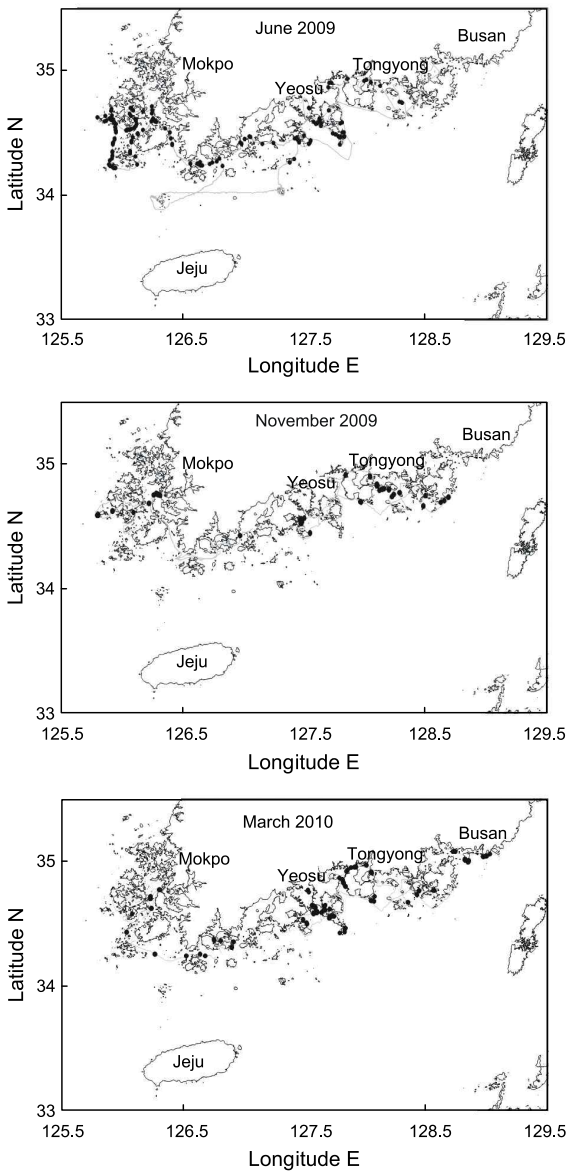 June 2009
Busan
35
Mokpo
Tongyong
Yeosu
Latitude N
34
Jeju
33
125.5 126.5 127.5 128.5 129.5
Longitude E
November 2009
Busan
35
Mokpo
Tongyong
Yeosu
Latitude N
34
Jeju
33
125.5 126.5 127.5 128.5 129.5
Longitude E
March 2010
Busan
35
Mokpo
Tongyong
Yeosu
Latitude N
34
Jeju
33
125.5 126.5 127.5 128.5 129.5
Longitude E